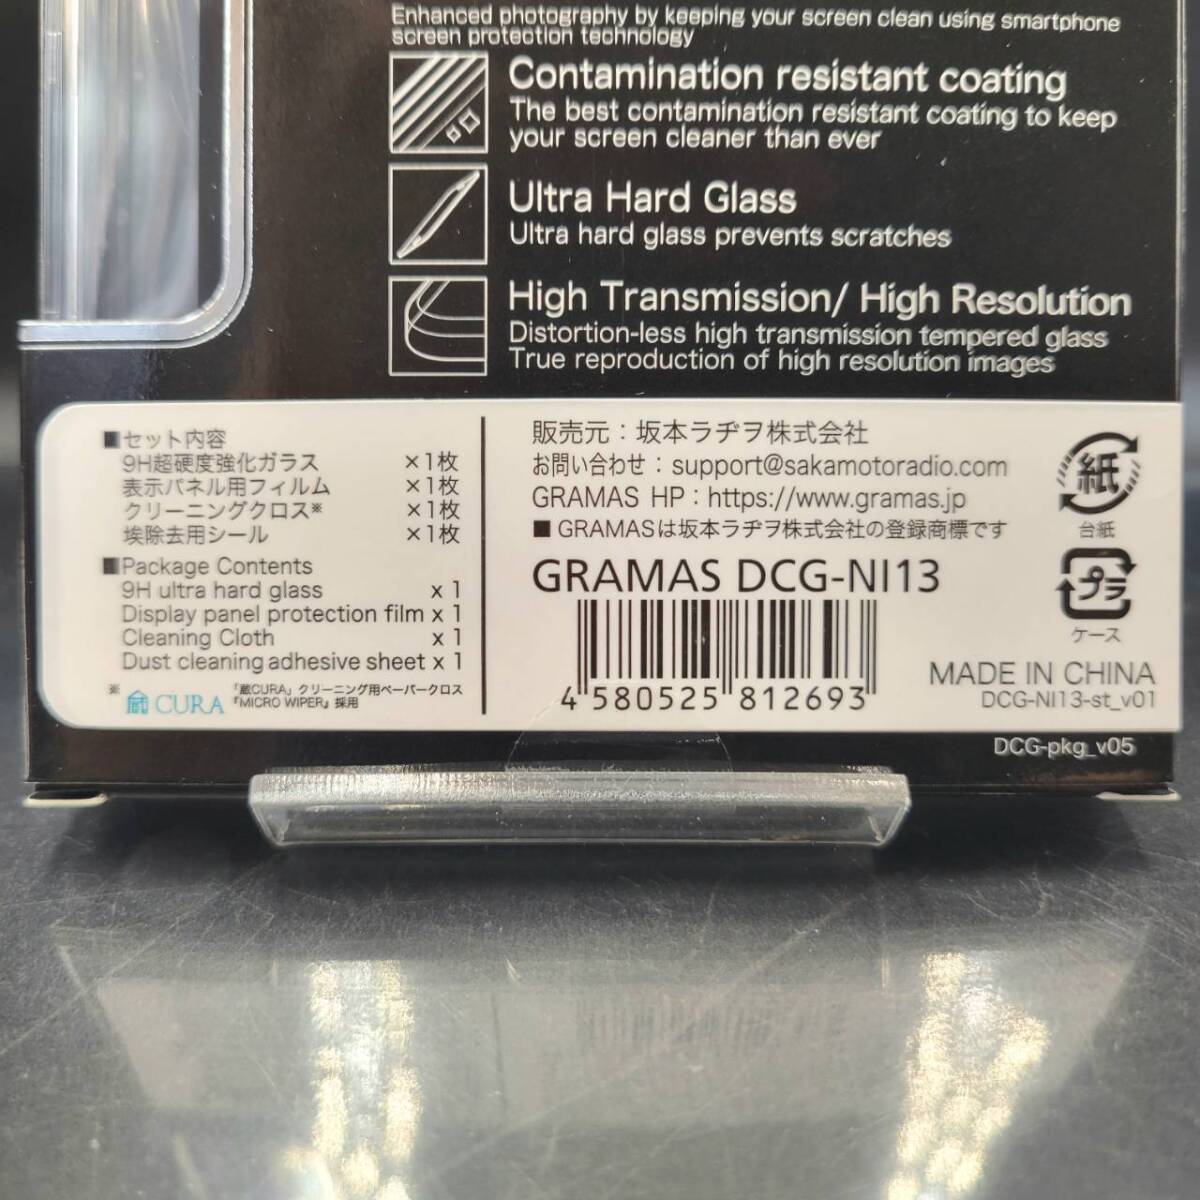 Enhanced photography by keeping your screen clean using smartphone
screen protection technology
Contamination resistant coating
The best contamination resistant coating to keep
your screen cleaner than ever
Ultra Hard Glass
Ultra hard glass prevents scratches
High Transmission/ High Resolution
Distortion-less high transmission tempered glass
True reproduction of high resolution images
■セット内容
9H超硬度強化ガラス ×1枚
表示パネル用フィルム ×1枚
クリーニングクロス※ ×1枚
埃除去用シール ×1枚
■Package Contents
9H ultra hard glass x 1
Display panel protection film x 1
Cleaning Cloth x 1
Dust cleaning adhesive sheet x 1
※ 蔵 CURA 「蔵CURA」クリーニング用ペーパークロス
『MICRO WIPER』採用
販売元：坂本ラヂヲ株式会社
お問い合わせ：support@sakamotoradio.com
GRAMAS HP：https://www.gramas.jp
■ GRAMASは坂本ラヂヲ株式会社の登録商標です
GRAMAS DCG-NI13
4 580525 812693
紙
台紙
プラ
ケース
MADE IN CHINA
DCG-NI13-st_v01
DCG-pkg_v05